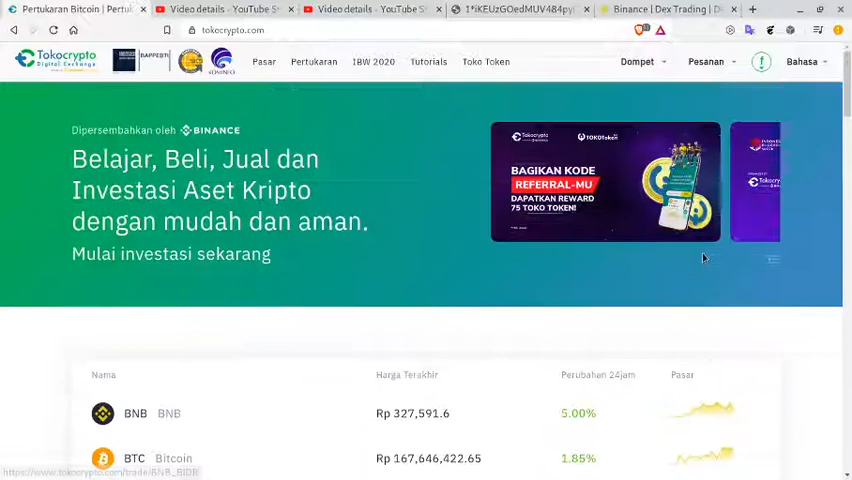 Pertukaran Bitcoin | Pertuk
Video details - YouTube S
Video details - YouTube S
Binance | Dex Trading | D
tokocrypto.com
Tokocrypto
Digital Exchange
BAPPEBTI
KOMINFO
Pasar
Pertukaran
IBW 2020
Tutorials
Toko Token
Dompet
Pesanan
Bahasa
Dipersembahkan oleh BINANCE
Belajar, Beli, Jual dan
Investasi Aset Kripto
dengan mudah dan aman.
Mulai investasi sekarang
Tokocrypto
TOKOToken
BAGIKAN KODE
REFERRAL-MU
DAPATKAN REWARD
75 TOKO TOKEN!
Nama
Harga Terakhir
Perubahan 24jam
Pasar
BNB BNB
Rp 327,591.6
5.00%
BTC Bitcoin
Rp 167,646,422.65
1.85%
https://www.tokocrypto.com/trade/BNB_BIDR